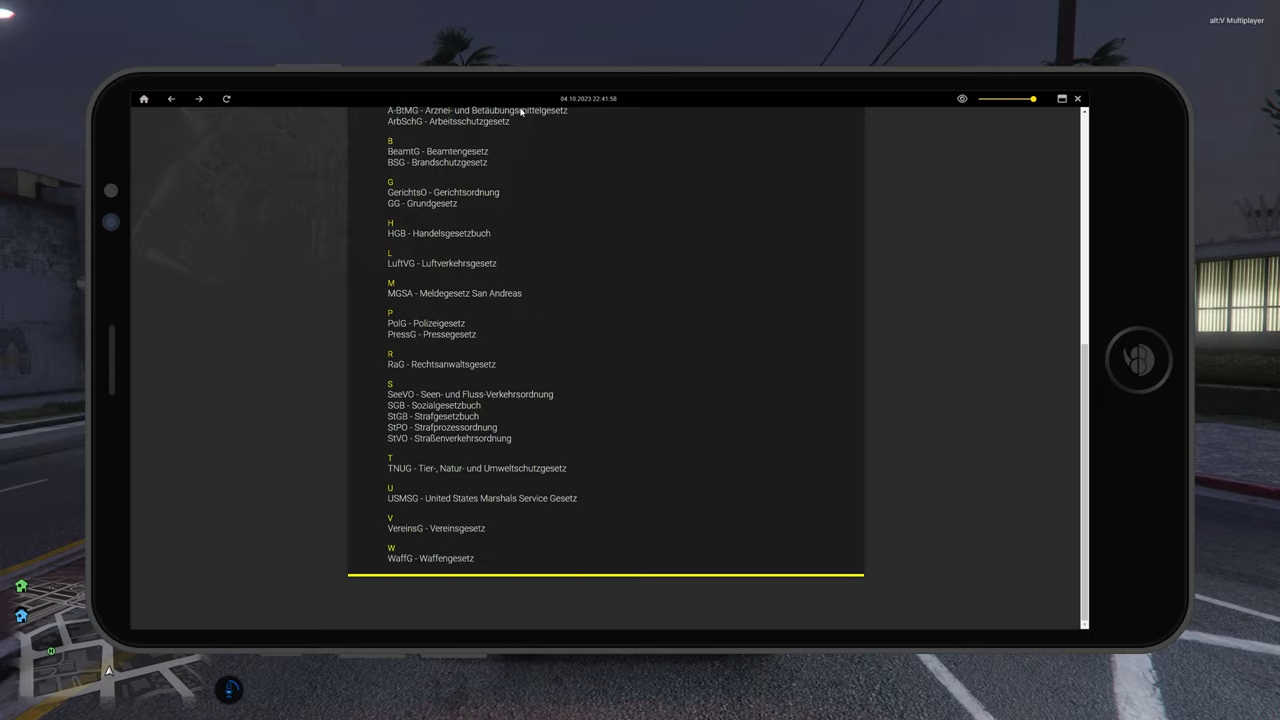 alt:V Multiplayer
04.10.2023 22:41:58
A-BtMG - Arznei- und Betäubungsmittelgesetz
ArbSchG - Arbeitsschutzgesetz
B
BeamtG - Beamtengesetz
BSG - Brandschutzgesetz
G
GerichtsO - Gerichtsordnung
GG - Grundgesetz
H
HGB - Handelsgesetzbuch
L
LuftVG - Luftverkehrsgesetz
M
MGSA - Meldegesetz San Andreas
P
PolG - Polizeigesetz
PressG - Pressegesetz
R
RaG - Rechtsanwaltsgesetz
S
SeeVO - Seen- und Fluss-Verkehrsordnung
SGB - Sozialgesetzbuch
StGB - Strafgesetzbuch
StPO - Strafprozessordnung
StVO - Straßenverkehrsordnung
T
TNUG - Tier-, Natur- und Umweltschutzgesetz
U
USMSG - United States Marshals Service Gesetz
V
VereinsG - Vereinsgesetz
W
WaffG - Waffengesetz